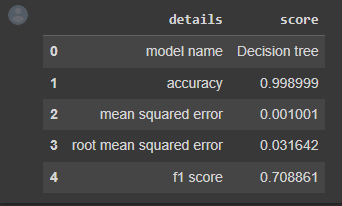 details score
0 model name Decision tree
1 accuracy 0.998999
2 mean squared error 0.001001
3 root mean squared error 0.031642
4 f1 score 0.708861